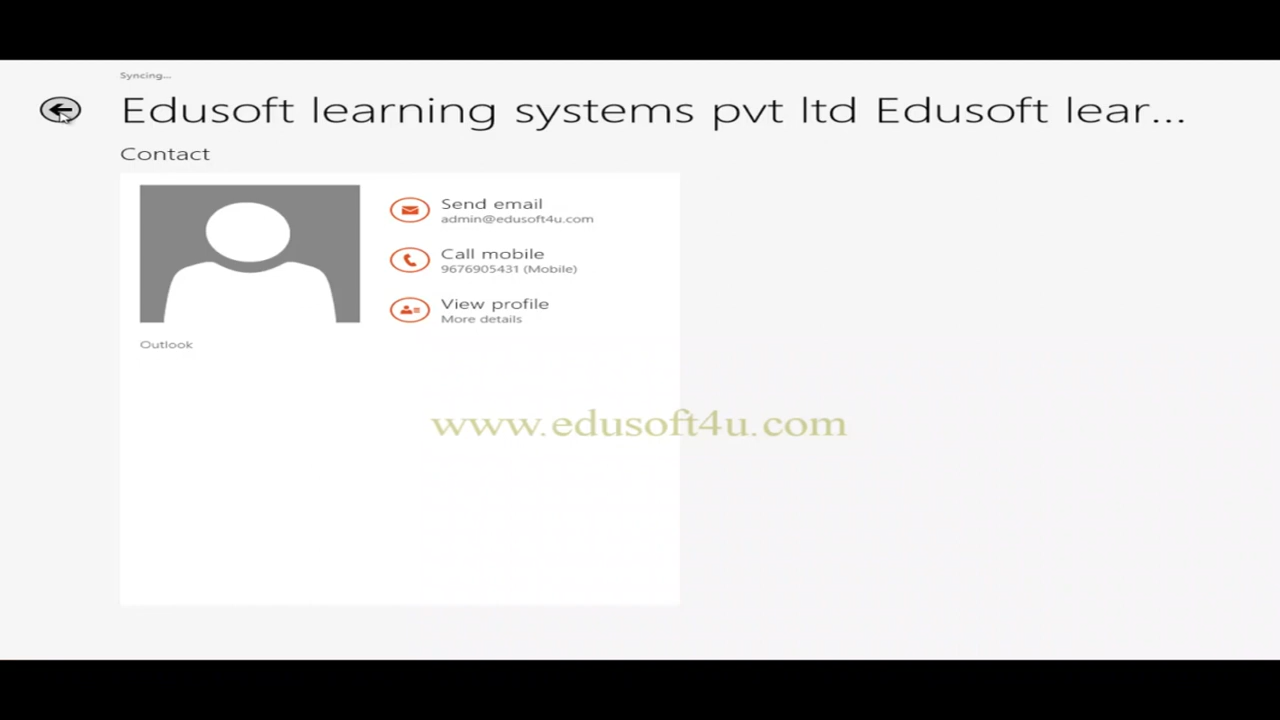 Syncing...
Edusoft learning systems pvt ltd Edusoft lear...
Contact
Send email
admin@edusoft4u.com
Call mobile
9676905431 (Mobile)
View profile
More details
Outlook
www.edusoft4u.com